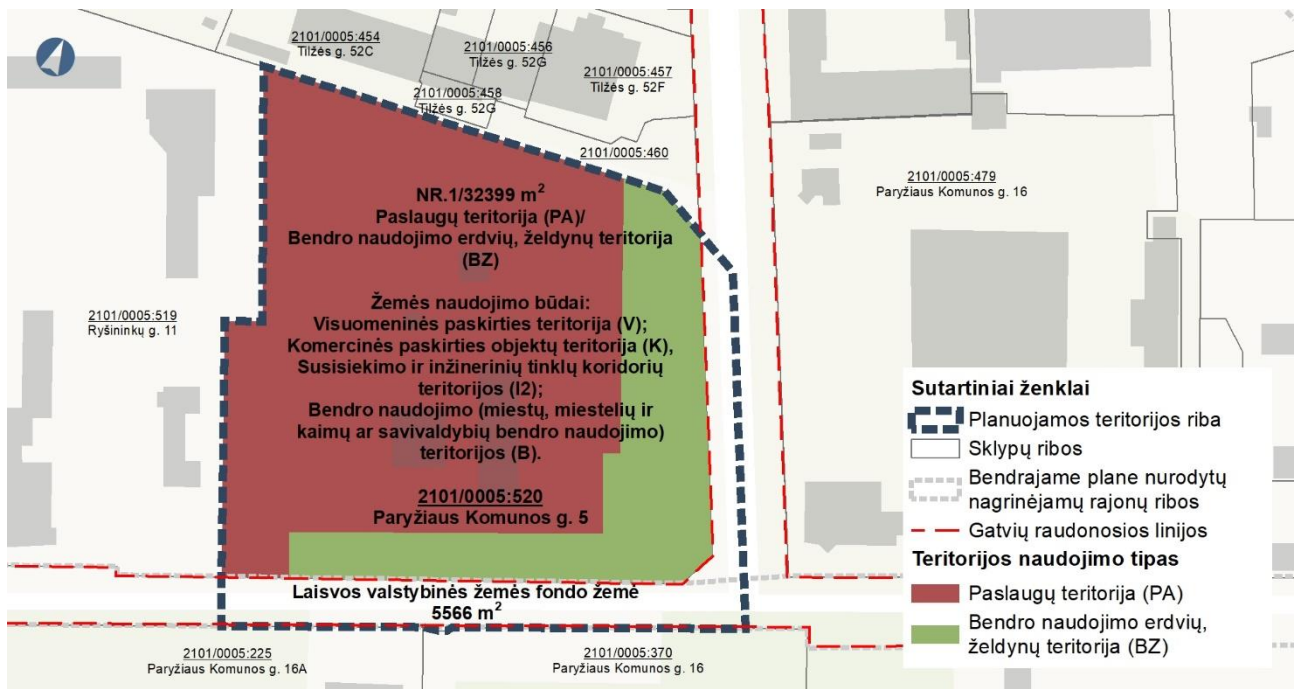 2101/0005:454
Tilžės g. 52C
2101/0005:456
Tilžės g. 52G
2101/0005:457
Tilžės g. 52F
2101/0005:458
Tilžės g. 52G
2101/0005:460
2101/0005:479
Paryžiaus Komunos g. 16
NR.1/32399 m²
Paslaugų teritorija (PA)/
Bendro naudojimo erdvių, želdynų teritorija
(BZ)
Žemės naudojimo būdai:
Visuomeninės paskirties teritorija (V);
Komercinės paskirties objektų teritorija (K),
Susisiekimo ir inžinerinių tinklų koridorių
teritorijos (I2);
Bendro naudojimo (miestų, miestelių ir
kaimų ar savivaldybių bendro naudojimo)
teritorijos (B).
2101/0005:520
Paryžiaus Komunos g. 5
2101/0005:519
Ryšininkų g. 11
Laisvos valstybinės žemės fondo žemė
5566 m²
2101/0005:225
Paryžiaus Komunos g. 16A
2101/0005:370
Paryžiaus Komunos g. 16
Sutartiniai ženklai
Planuojamos teritorijos riba
Sklypų ribos
Bendrajame plane nurodytų
nagrinėjamų rajonų ribos
Gatvių raudonosios linijos
Teritorijos naudojimo tipas
Paslaugų teritorija (PA)
Bendro naudojimo erdvių,
želdynų teritorija (BZ)